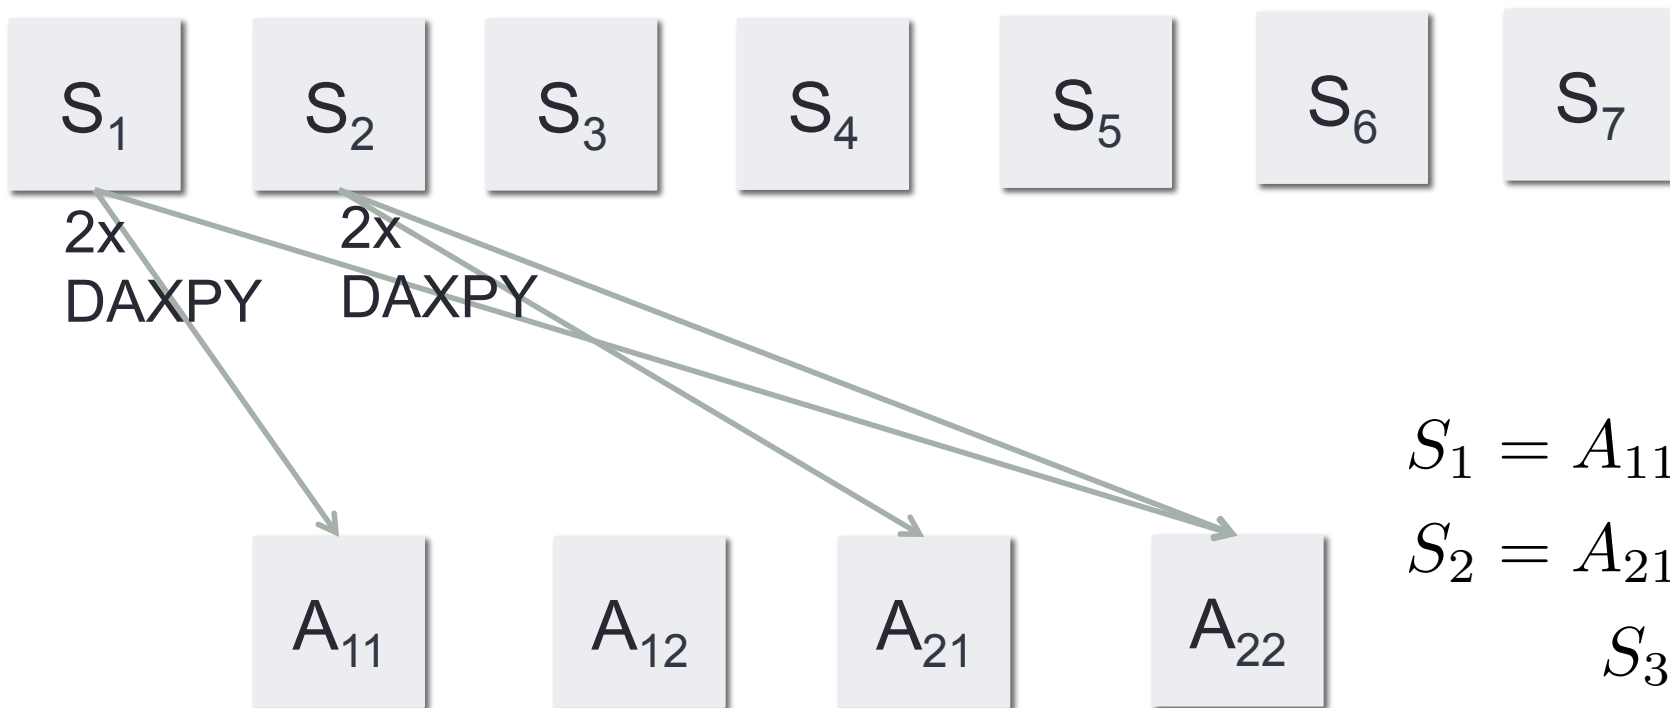 S₁ S₂ S₃ S₄ S₅ S₆ S₇
2x 2x
DAXPY DAXPY
S₁ = A₁₁
S₂ = A₂₁
S₃
A₁₁ A₁₂ A₂₁ A₂₂